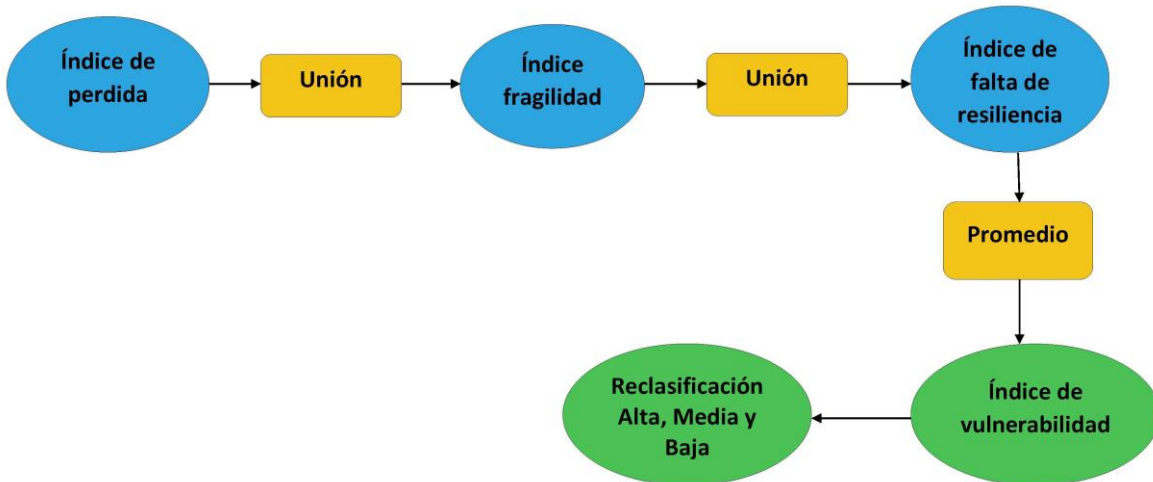 Índice de
perdida
Unión
Índice
fragilidad
Unión
Índice de
falta de
resiliencia
Promedio
Reclasificación
Alta, Media y
Baja
Índice de
vulnerabilidad